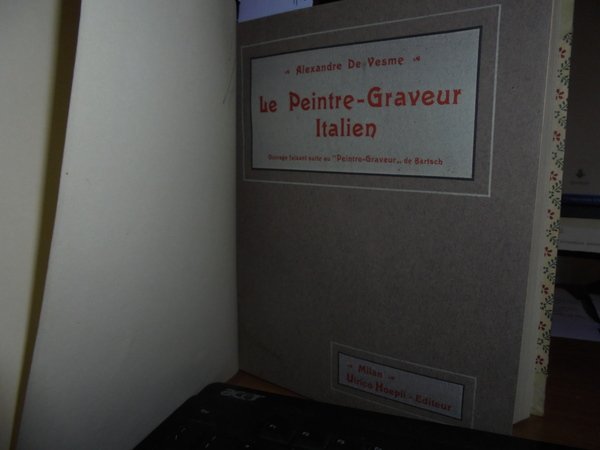 Alexandre De Vesme
Le Peintre-Graveur
Italien
Ouvrage faisant suite au "Peintre-Graveur„ de Bartsch
Milan
Ulrico Hoepli - Editeur
acer